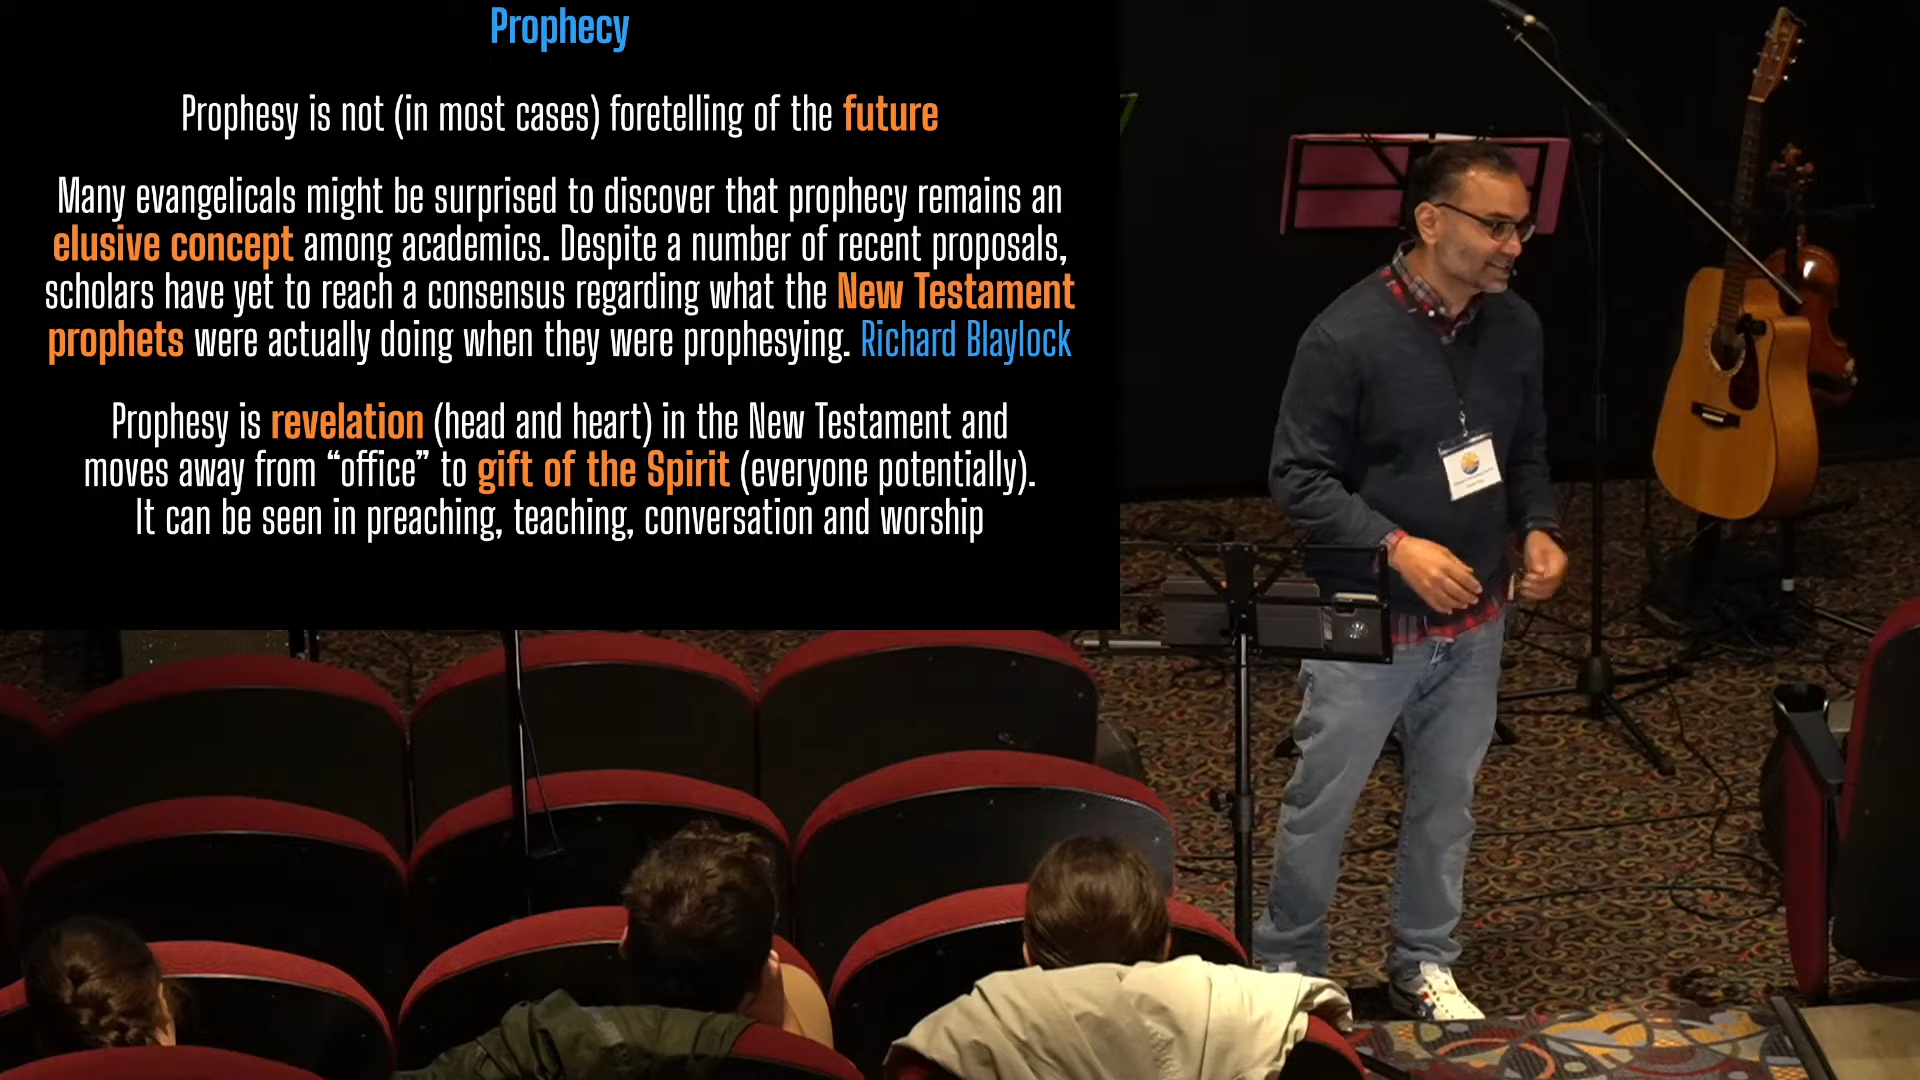 Prophecy
Prophesy is not (in most cases) foretelling of the future
Many evangelicals might be surprised to discover that prophecy remains an
elusive concept among academics. Despite a number of recent proposals,
scholars have yet to reach a consensus regarding what the New Testament
prophets were actually doing when they were prophesying. Richard Blaylock
Prophesy is revelation (head and heart) in the New Testament and
moves away from “office” to gift of the Spirit (everyone potentially).
It can be seen in preaching, teaching, conversation and worship